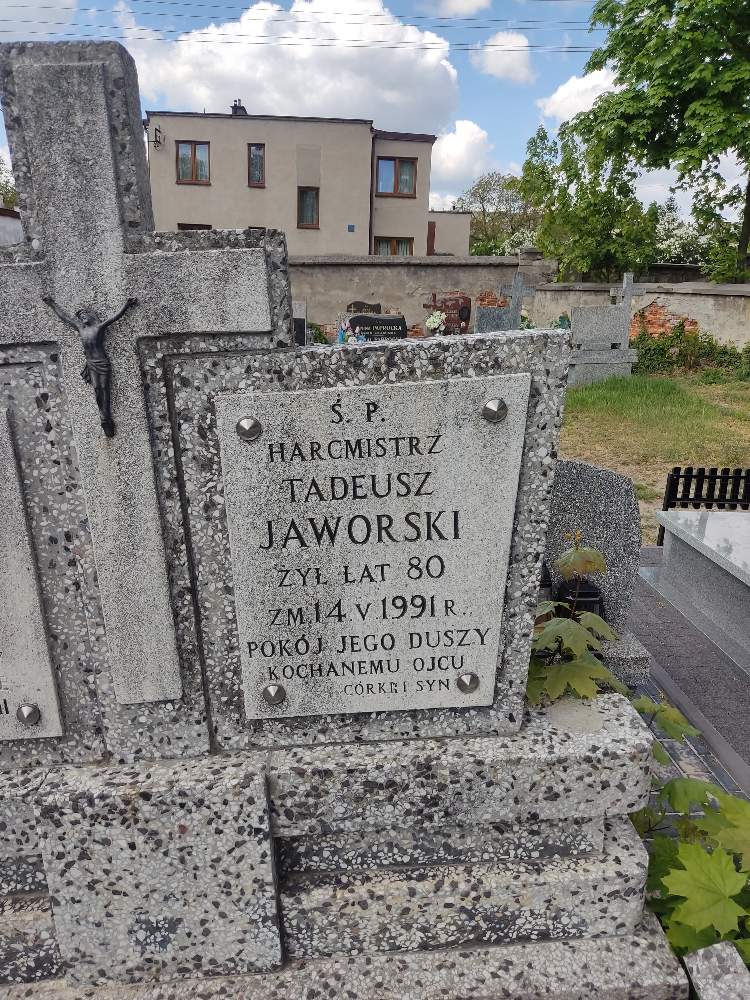 Ś. P.
HARCMISTRZ
TADEUSZ
JAWORSKI
ŻYŁ LAT 80
ZM. 14.V.1991 R.
POKÓJ JEGO DUSZY
KOCHANEMU OJCU
CÓRKI I SYN